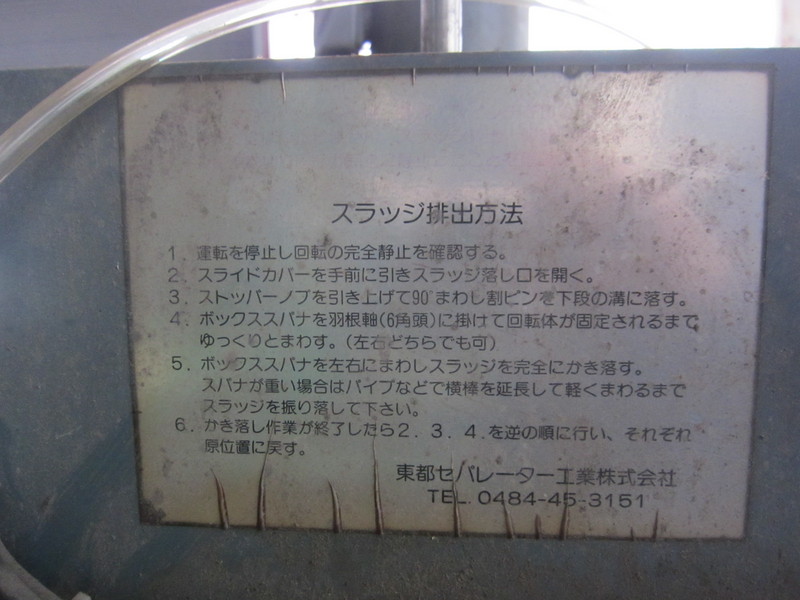 スラッジ排出方法
1. 運転を停止し回転の完全静止を確認する。
2. スライドカバーを手前に引きスラッジ落し口を開く。
3. ストッパーノブを引き上げて90°まわし割ピンを下段の溝に落す。
4. ボックススパナを羽根軸(6角頭)に掛けて回転体が固定されるまで
ゆっくりとまわす。(左右どちらでも可)
5. ボックススパナを左右にまわしスラッジを完全にかき落す。
スパナが重い場合はパイプなどで横棒を延長して軽くまわるまで
スラッジを振り落して下さい。
6. かき落し作業が終了したら2. 3. 4. を逆の順に行い、それぞれ
原位置に戻す。
東都セパレーター工業株式会社
TEL. 0484-45-3151